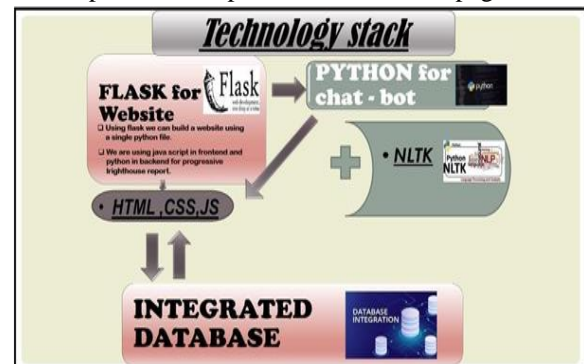 Technology stack
FLASK for
Website
Flask
❑ Using flask we can build a website using
a single python file.
❑ We are using java script in frontend and
python in backend for progressive
lrighthouse report.
PYTHON for
chat - bot
python
• NLTK
Python
NLTK
NLP
• HTML ,CSS,JS
INTEGRATED
DATABASE
DATABASE
INTEGRATION